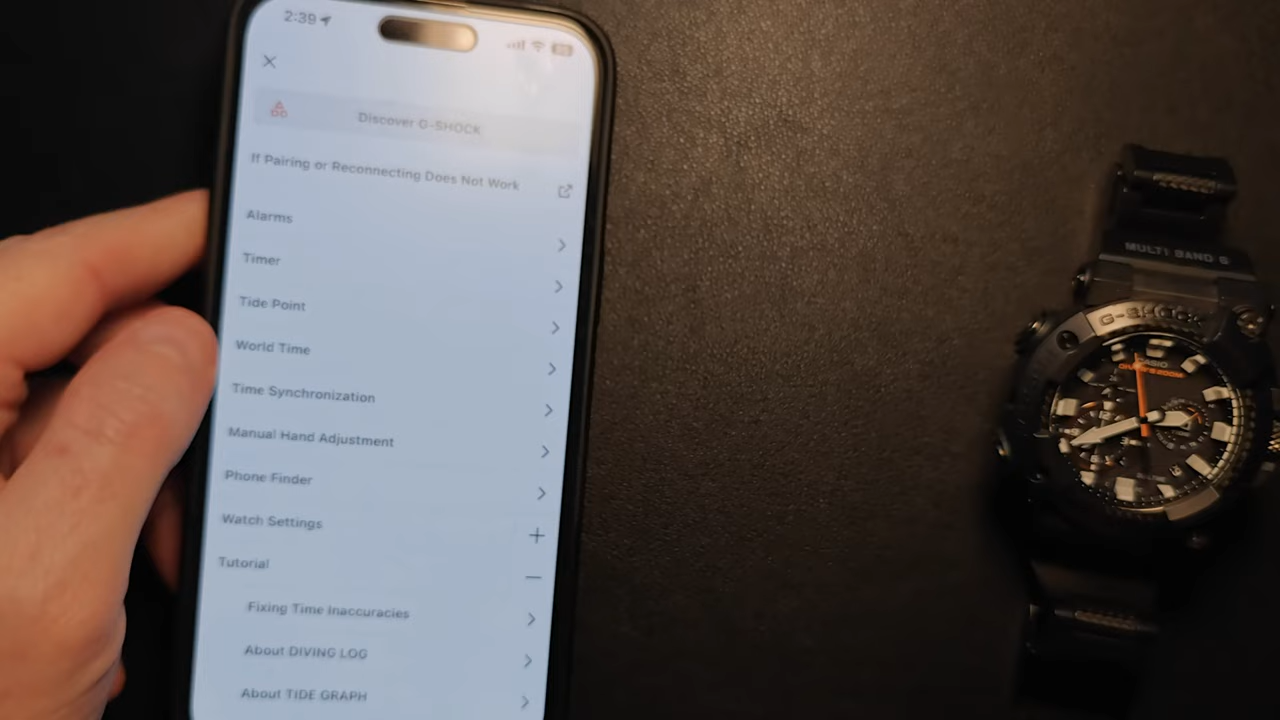 2:39
Discover G-SHOCK
If Pairing or Reconnecting Does Not Work
Alarms
Timer
Tide Point
World Time
Time Synchronization
Manual Hand Adjustment
Phone Finder
Watch Settings
Tutorial
Fixing Time Inaccuracies
About DIVING LOG
About TIDE GRAPH
MULTI BAND 6
G-SHOCK
CASIO